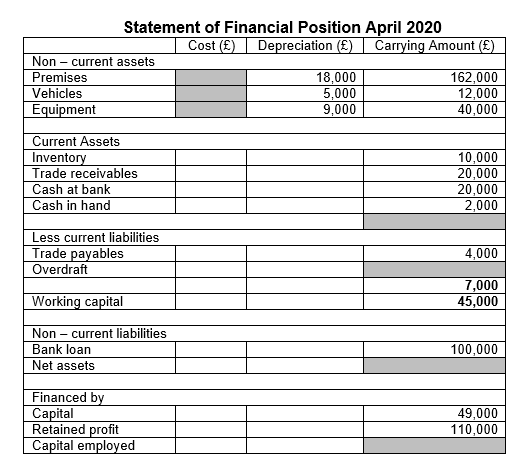 Statement of Financial Position April 2020
Cost (£) Depreciation (£) Carrying Amount (£)
Non – current assets
Premises 18,000 162,000
Vehicles 5,000 12,000
Equipment 9,000 40,000
Current Assets
Inventory 10,000
Trade receivables 20,000
Cash at bank 20,000
Cash in hand 2,000
Less current liabilities
Trade payables 4,000
Overdraft
7,000
Working capital 45,000
Non – current liabilities
Bank loan 100,000
Net assets
Financed by
Capital 49,000
Retained profit 110,000
Capital employed